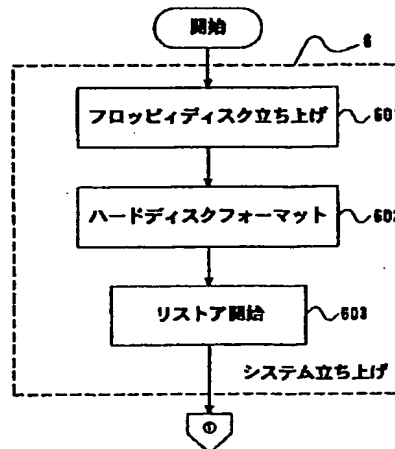 開始
6
フロッピィディスク立ち上げ
601
ハードディスクフォーマット
602
リストア開始
603
システム立ち上げ
①